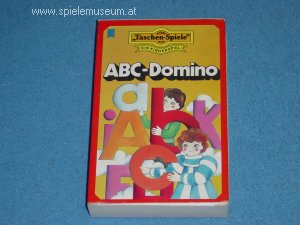 www.spielemuseum.at
"Taschen-Spiele"
ABC-Domino
a b K
i A
E C